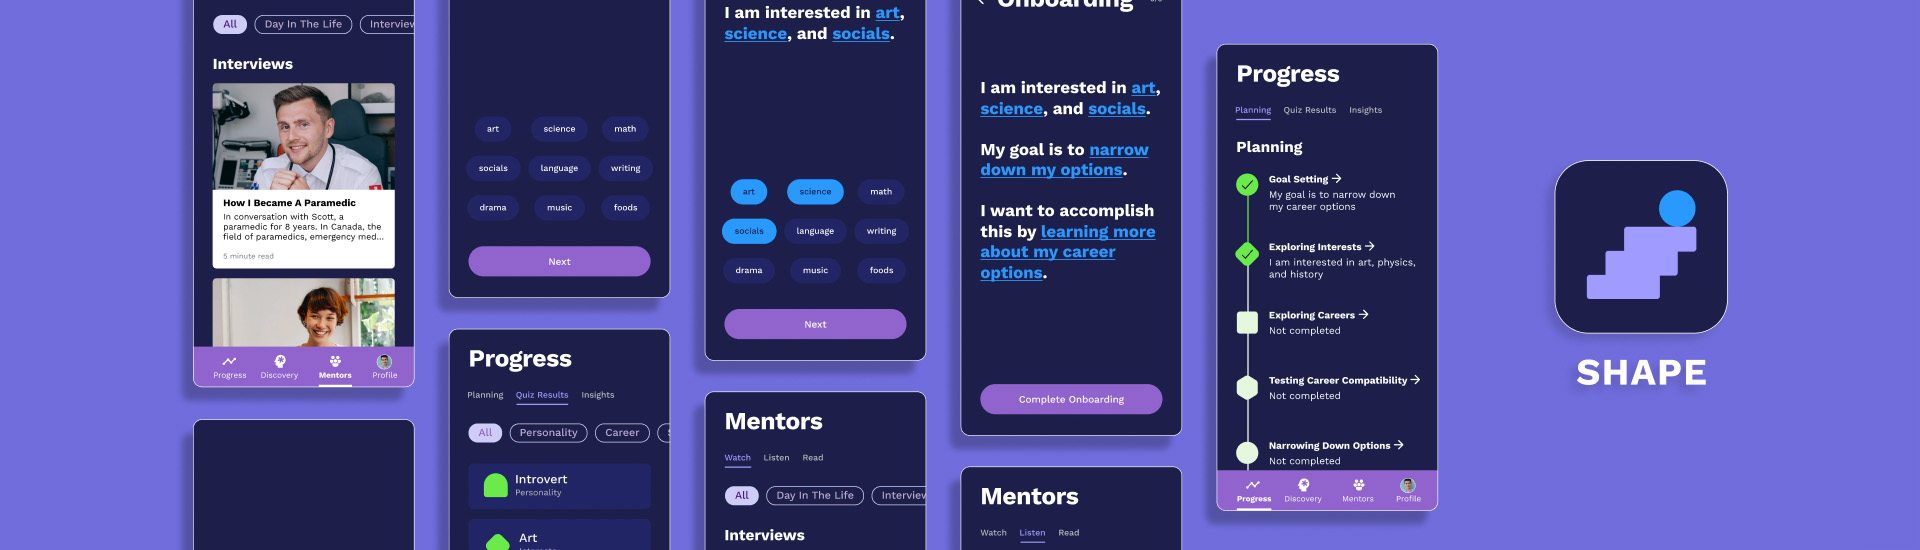 All
Day In The Life
Interviews
How I Became A Paramedic
In conversation with Scott, a
paramedic for 8 years. In Canada, the
field of paramedics, emergency med...
5 minute read
Progress
Discovery
Mentors
Profile
art
science
math
socials
language
writing
drama
music
foods
Next
Progress
Planning
Quiz Results
Insights
All
Personality
Career
Introvert
Personality
Art
I am interested in art,
science, and socials.
art
science
math
socials
language
writing
drama
music
foods
Next
Mentors
Watch
Listen
Read
All
Day In The Life
Interviews
Onboarding
I am interested in art,
science, and socials.
My goal is to narrow
down my options.
I want to accomplish
this by learning more
about my career
options.
Complete Onboarding
Mentors
Watch
Listen
Read
Progress
Planning
Quiz Results
Insights
Planning
Goal Setting →
My goal is to narrow down
my career options
Exploring Interests →
I am interested in art, physics,
and history
Exploring Careers →
Not completed
Testing Career Compatibility →
Not completed
Narrowing Down Options →
Not completed
Progress
Discovery
Mentors
Profile
SHAPE